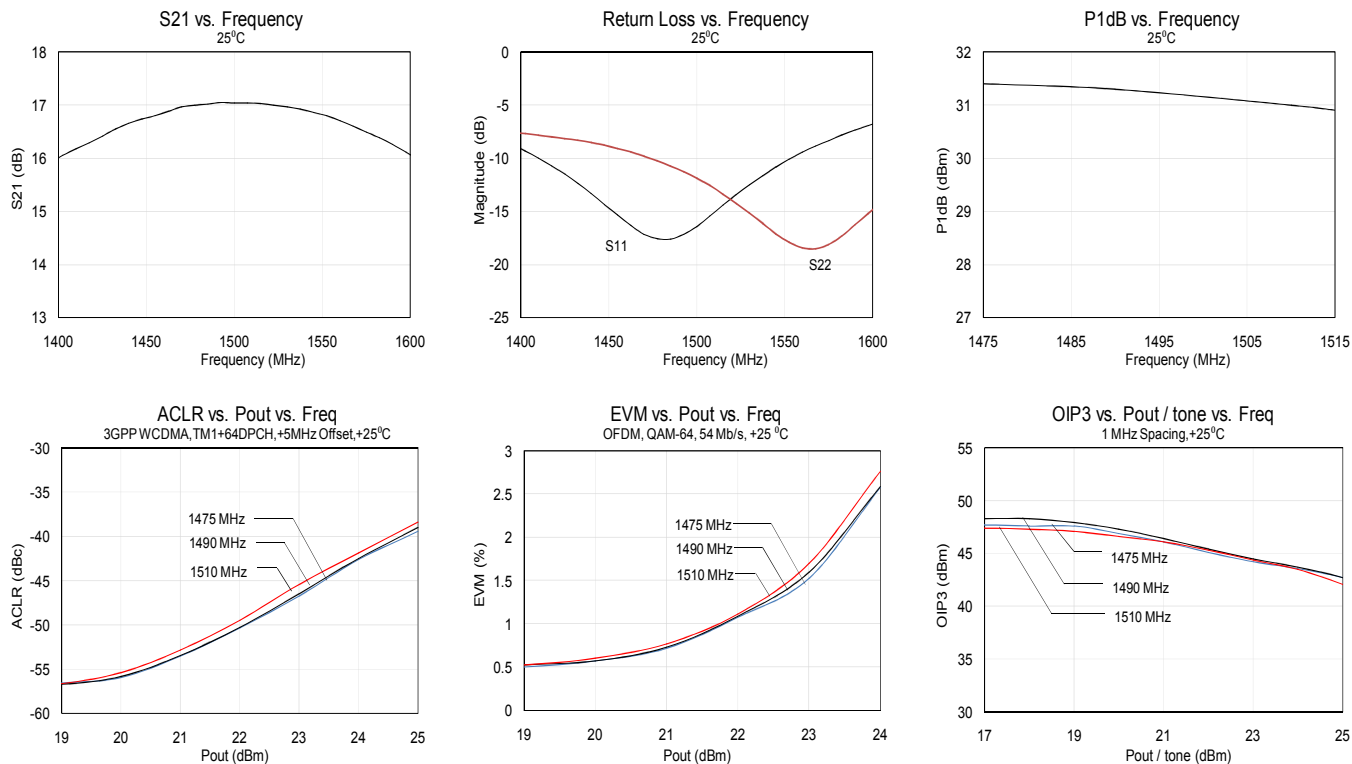 S21 vs. Frequency
25⁰C
18
17
16
15
14
13
S21 (dB)
1400 1450 1500 1550 1600
Frequency (MHz)
Return Loss vs. Frequency
25⁰C
0
-5
-10
-15
-20
-25
Magnitude (dB)
S11
S22
1400 1450 1500 1550 1600
Frequency (MHz)
P1dB vs. Frequency
25⁰C
32
31
30
29
28
27
P1dB (dBm)
1475 1485 1495 1505 1515
Frequency (MHz)
ACLR vs. Pout vs. Freq
3GPP WCDMA, TM1+64DPCH, +5MHz Offset, +25⁰C
-30
-35
-40
-45
-50
-55
-60
ACLR (dBc)
1475 MHz
1490 MHz
1510 MHz
19 20 21 22 23 24 25
Pout (dBm)
EVM vs. Pout vs. Freq
OFDM, QAM-64, 54 Mb/s, +25 ⁰C
3
2.5
2
1.5
1
0.5
0
EVM (%)
1475 MHz
1490 MHz
1510 MHz
19 20 21 22 23 24
Pout (dBm)
OIP3 vs. Pout / tone vs. Freq
1 MHz Spacing, +25⁰C
55
50
45
40
35
30
OIP3 (dBm)
1475 MHz
1490 MHz
1510 MHz
17 19 21 23 25
Pout / tone (dBm)